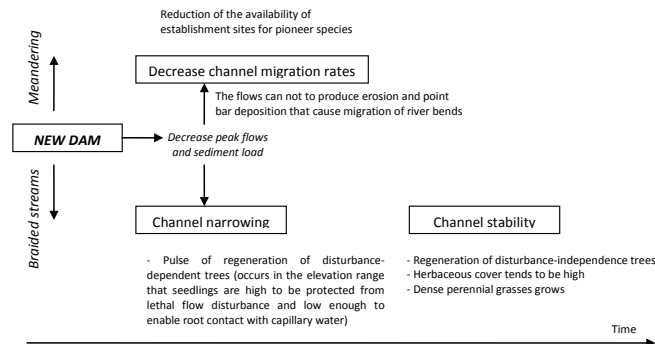 Reduction of the availability of
establishment sites for pioneer species
Meandering
Decrease channel migration rates
The flows can not to produce erosion and point
bar deposition that cause migration of river bends
NEW DAM
Decrease peak flows
and sediment load
Braided streams
Channel narrowing
Channel stability
- Pulse of regeneration of disturbance-
dependent trees (occurs in the elevation range
that seedlings are high to be protected from
lethal flow disturbance and low enough to
enable root contact with capillary water)
- Regeneration of disturbance-independence trees
- Herbaceous cover tends to be high
- Dense perennial grasses grows
Time